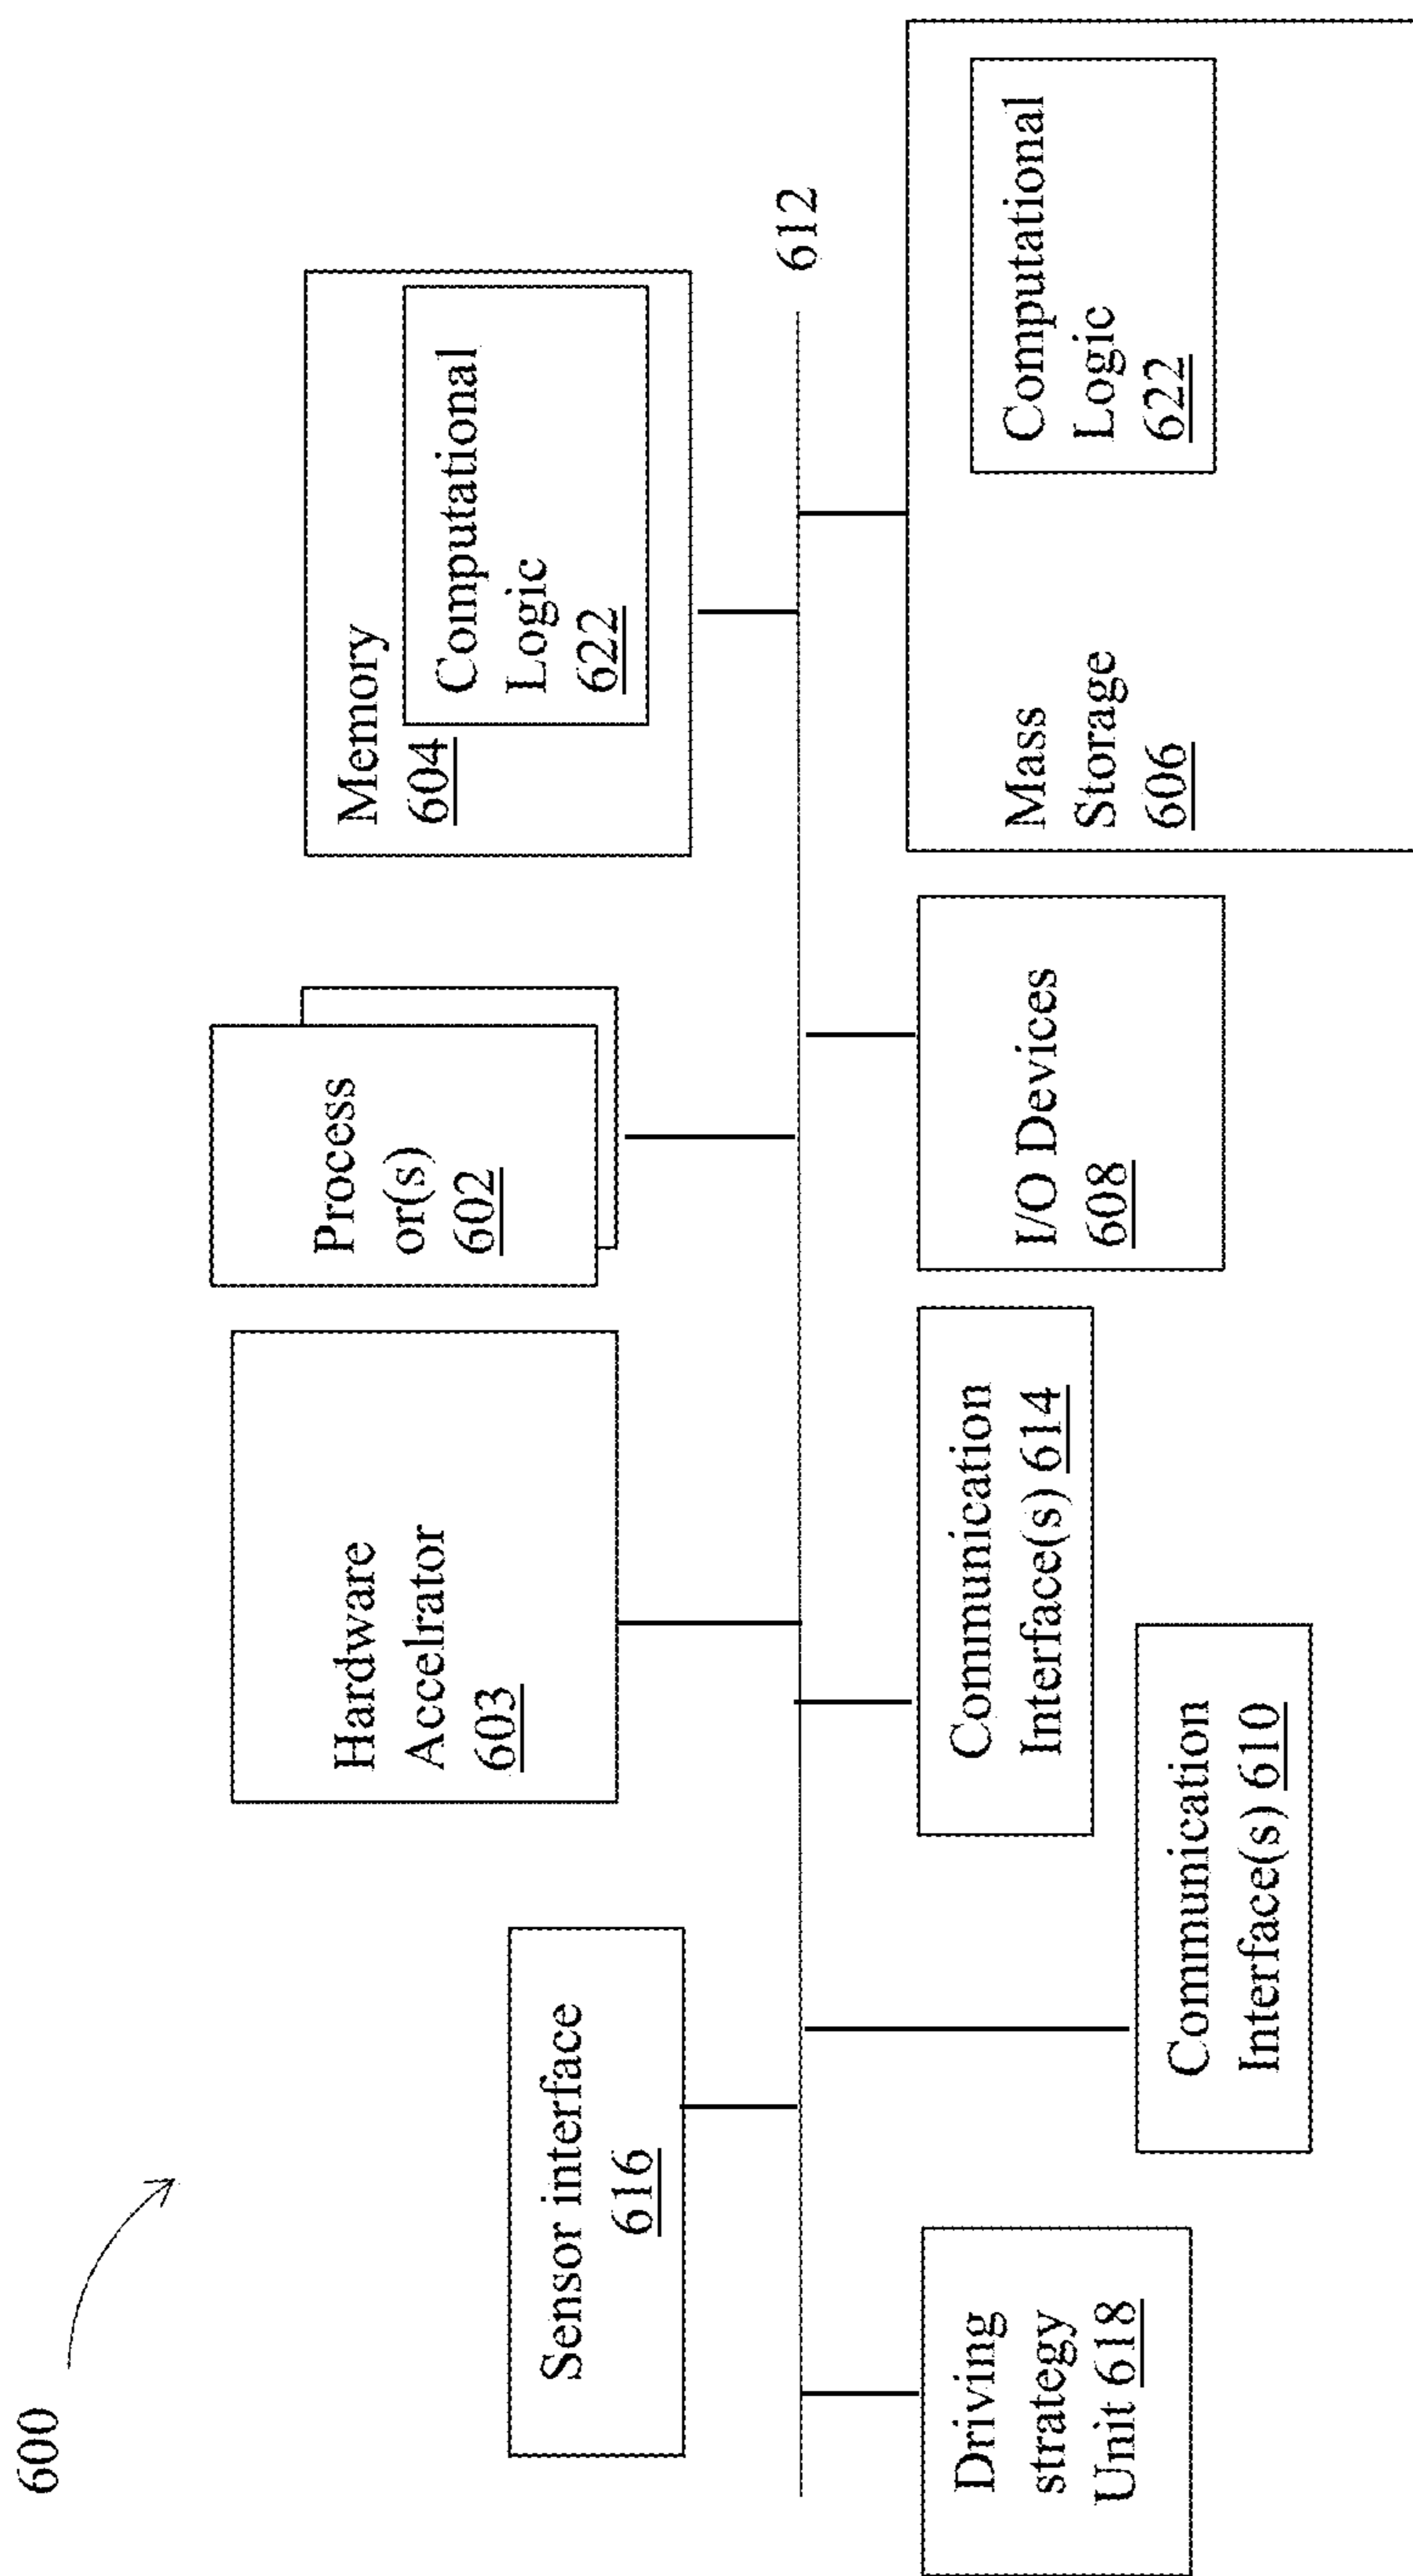 600
Sensor interface
616
Hardware
Accelrator
603
Process
or(s)
602
Memory
604
Computational
Logic
622
612
Driving
strategy
Unit 618
Communication
Interface(s) 610
Communication
Interface(s) 614
I/O Devices
608
Mass
Storage
606
Computational
Logic
622